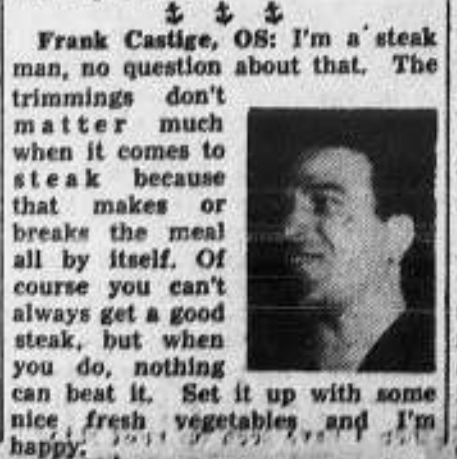 Frank Castige, OS: I'm a steak
man, no question about that. The
trimmings don't
matter much
when it comes to
steak because
that makes or
breaks the meal
all by itself. Of
course you can't
always get a good
steak, but when
you do, nothing
can beat it. Set it up with some
nice fresh vegetables and I'm
happy.